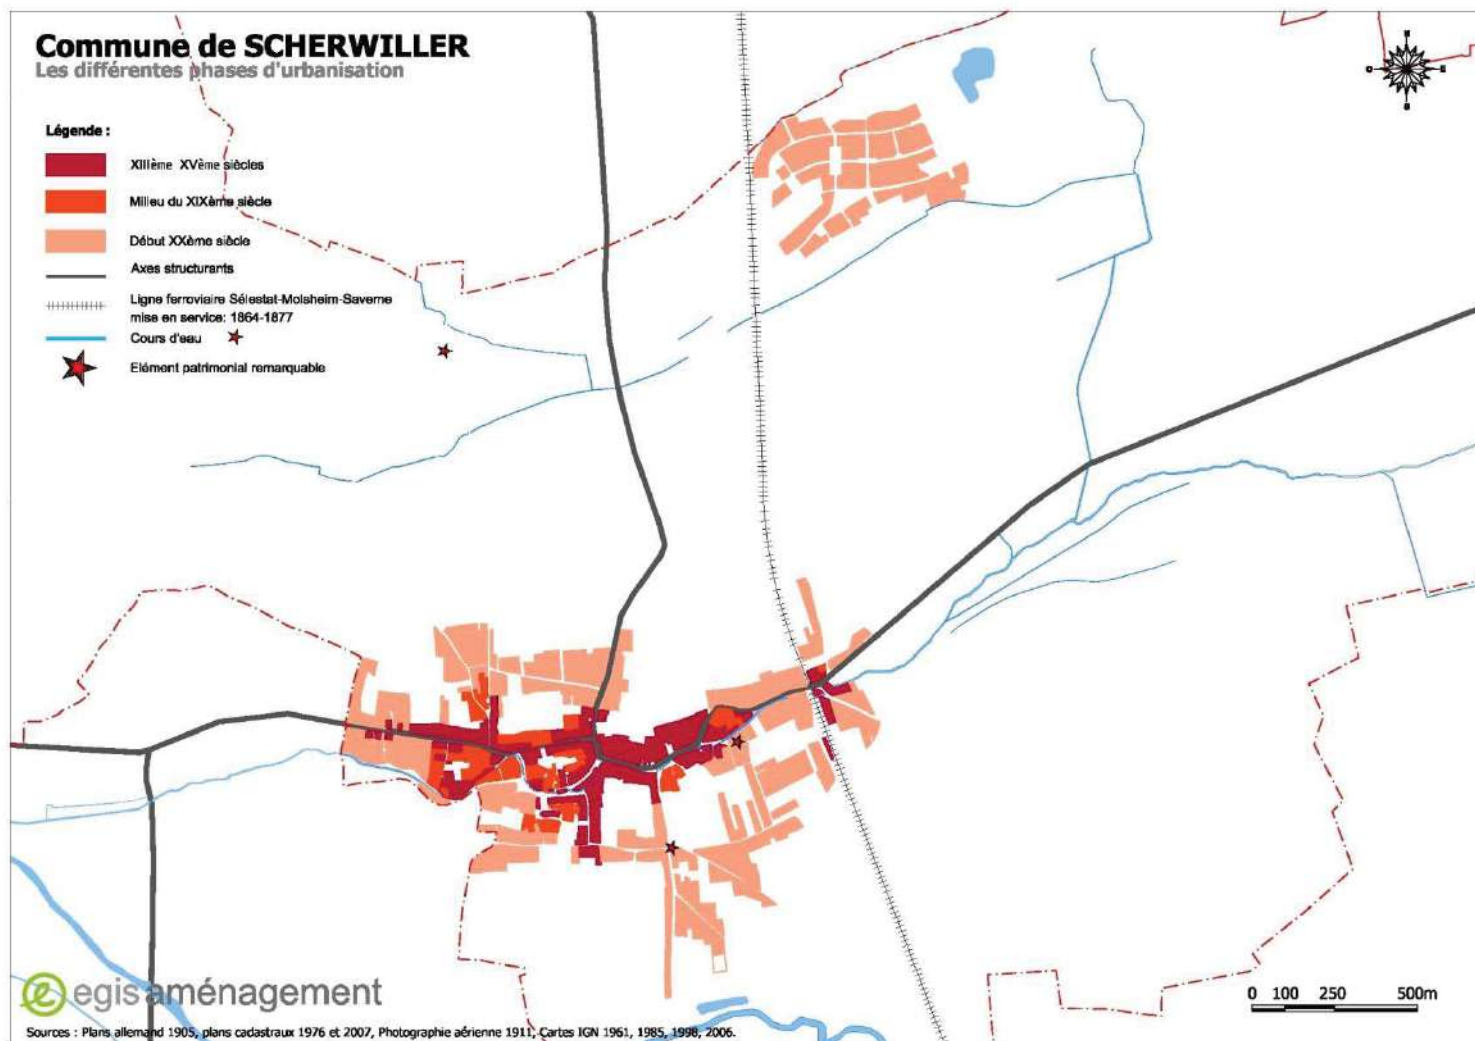 Commune de SCHERWILLER
Les différentes phases d'urbanisation
Légende :
XIIIème XVème siècles
Milieu du XIXème siècle
Début XXème siècle
Axes structurants
Ligne ferroviaire Sélestat-Molsheim-Saverne
mise en service: 1864-1877
Cours d'eau
Elément patrimonial remarquable
N
O
E
S
egis aménagement
0 100 250 500m
Sources : Plans allemand 1905, plans cadastraux 1976 et 2007, Photographie aérienne 1911, Cartes IGN 1961, 1985, 1998, 2006.